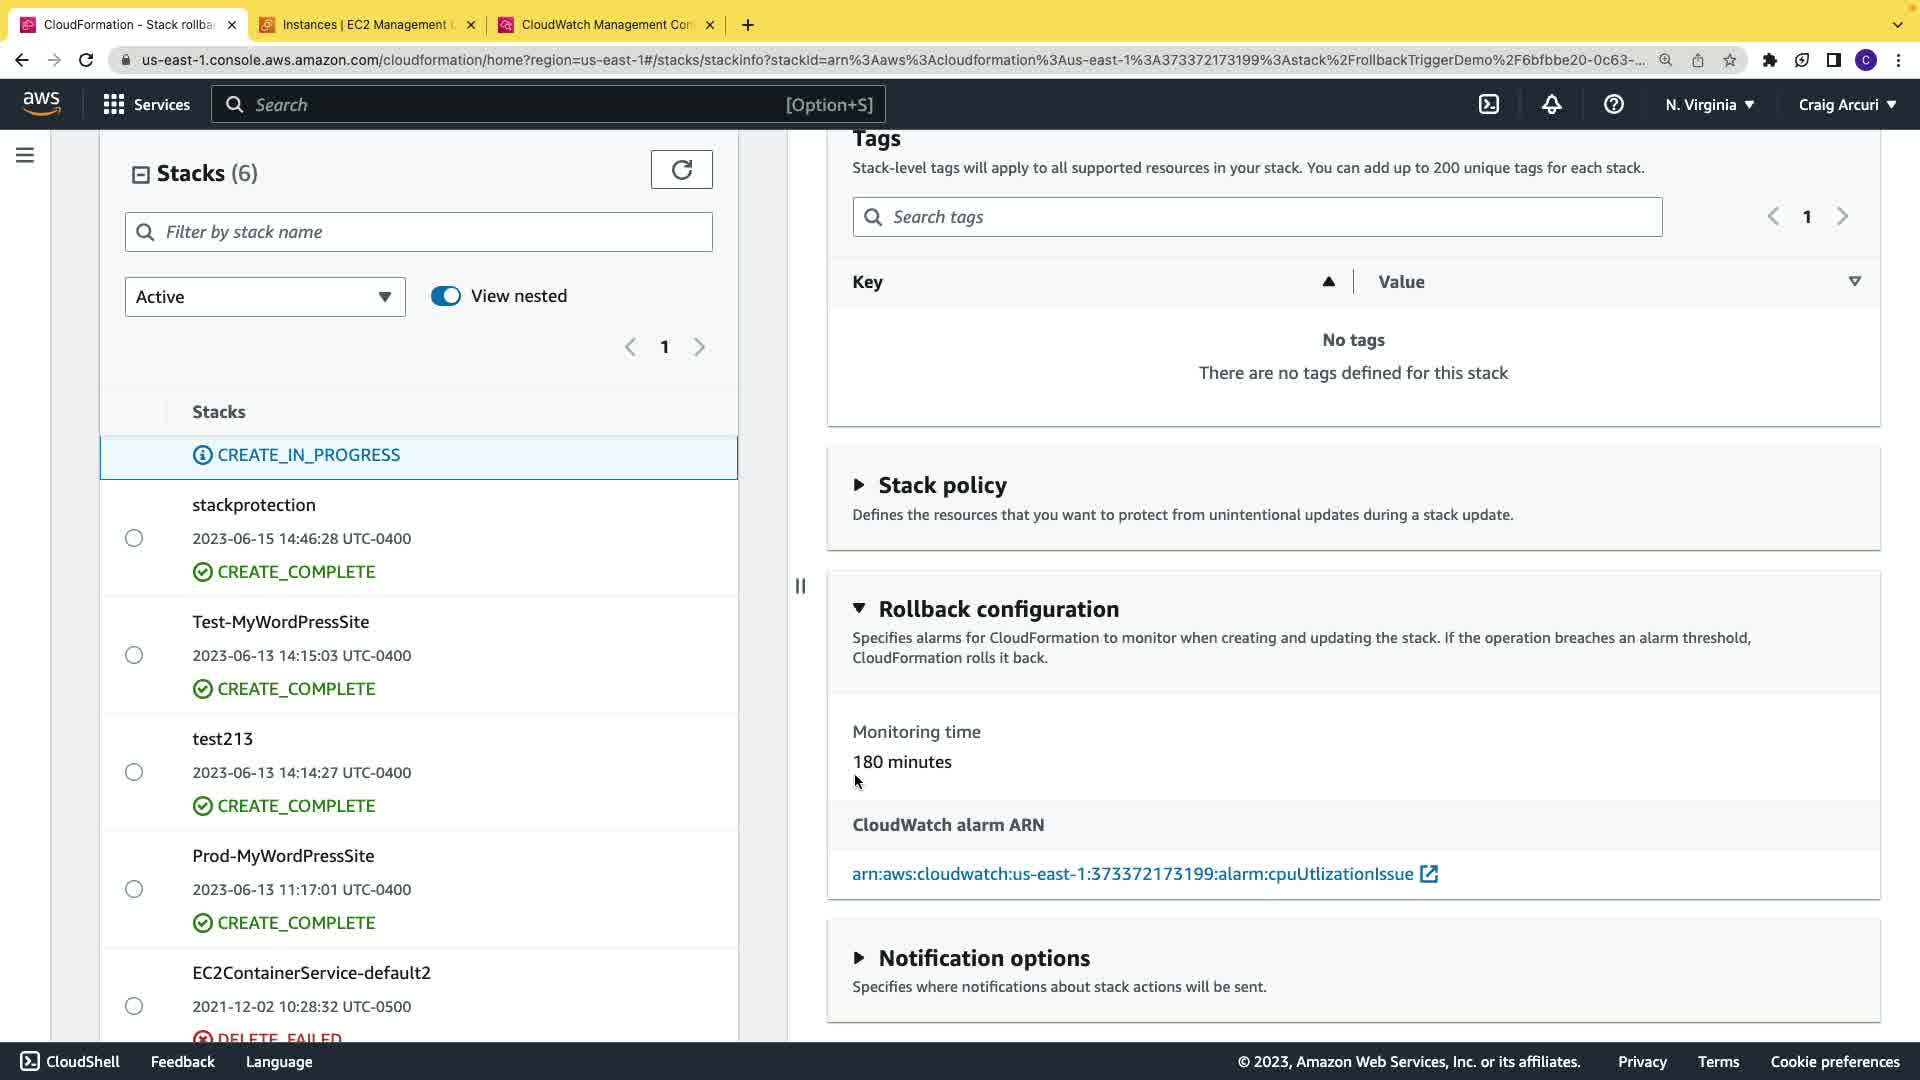 CloudFormation - Stack rollba
Instances | EC2 Management
CloudWatch Management Con
us-east-1.console.aws.amazon.com/cloudformation/home?region=us-east-1#/stacks/stackinfo?stackId=arn%3Aaws%3Acloudformation%3Aus-east-1%3A373372173199%3Astack%2FrollbackTriggerDemo%2F6bfbbe20-0c63-...
C
aws
Services
Search
[Option+S]
N. Virginia
Craig Arcuri
Stacks (6)
Filter by stack name
Active
View nested
1
Stacks
CREATE_IN_PROGRESS
stackprotection
2023-06-15 14:46:28 UTC-0400
CREATE_COMPLETE
Test-MyWordPressSite
2023-06-13 14:15:03 UTC-0400
CREATE_COMPLETE
test213
2023-06-13 14:14:27 UTC-0400
CREATE_COMPLETE
Prod-MyWordPressSite
2023-06-13 11:17:01 UTC-0400
CREATE_COMPLETE
EC2ContainerService-default2
2021-12-02 10:28:32 UTC-0500
DELETE_FAILED
Tags
Stack-level tags will apply to all supported resources in your stack. You can add up to 200 unique tags for each stack.
Search tags
1
Key
Value
No tags
There are no tags defined for this stack
Stack policy
Defines the resources that you want to protect from unintentional updates during a stack update.
Rollback configuration
Specifies alarms for CloudFormation to monitor when creating and updating the stack. If the operation breaches an alarm threshold,
CloudFormation rolls it back.
Monitoring time
180 minutes
CloudWatch alarm ARN
arn:aws:cloudwatch:us-east-1:373372173199:alarm:cpuUtlizationIssue
Notification options
Specifies where notifications about stack actions will be sent.
CloudShell
Feedback
Language
© 2023, Amazon Web Services, Inc. or its affiliates.
Privacy
Terms
Cookie preferences